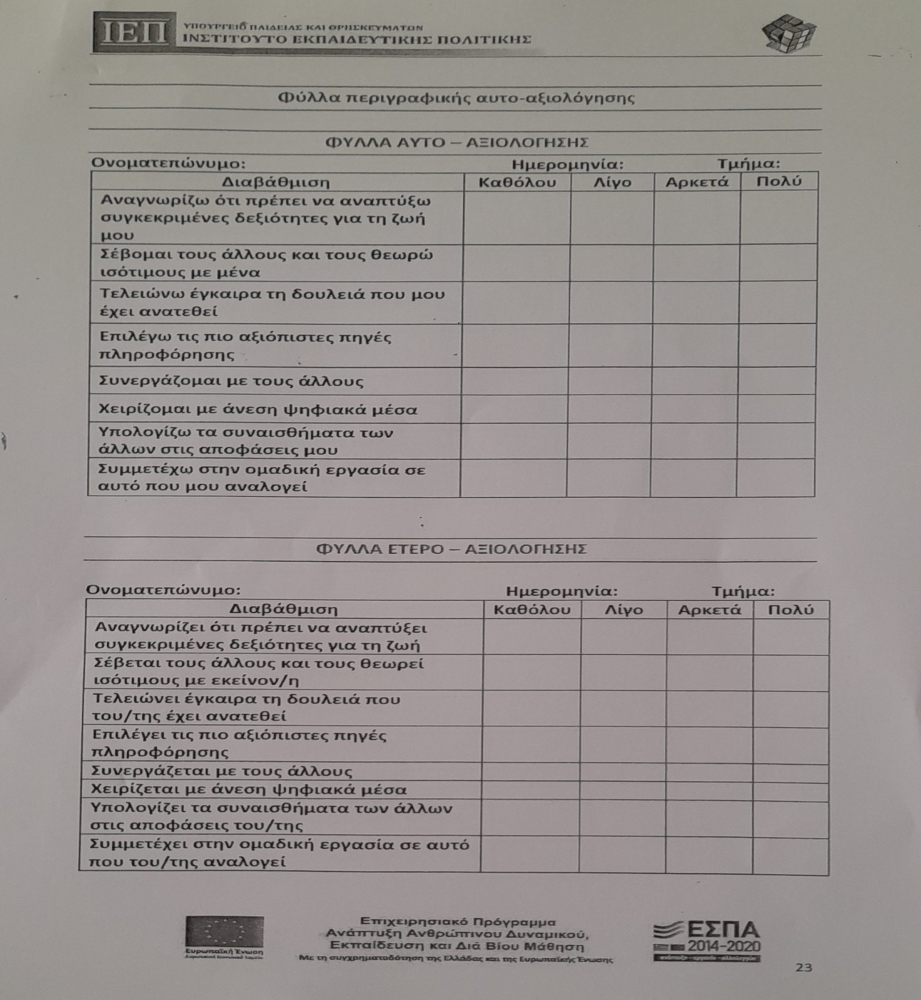 ΙΕΠ
ΥΠΟΥΡΓΕΙΟ ΠΑΙΔΕΙΑΣ ΚΑΙ ΘΡΗΣΚΕΥΜΑΤΩΝ
ΙΝΣΤΙΤΟΥΤΟ ΕΚΠΑΙΔΕΥΤΙΚΗΣ ΠΟΛΙΤΙΚΗΣ
Φύλλα περιγραφικής αυτο-αξιολόγησης
ΦΥΛΛΑ ΑΥΤΟ – ΑΞΙΟΛΟΓΗΣΗΣ
Ονοματεπώνυμο: Ημερομηνία: Τμήμα:
Διαβάθμιση Καθόλου Λίγο Αρκετά Πολύ
Αναγνωρίζω ότι πρέπει να αναπτύξω
συγκεκριμένες δεξιότητες για τη ζωή
μου
Σέβομαι τους άλλους και τους θεωρώ
ισότιμους με μένα
Τελειώνω έγκαιρα τη δουλειά που μου
έχει ανατεθεί
Επιλέγω τις πιο αξιόπιστες πηγές
πληροφόρησης
Συνεργάζομαι με τους άλλους
Χειρίζομαι με άνεση ψηφιακά μέσα
Υπολογίζω τα συναισθήματα των
άλλων στις αποφάσεις μου
Συμμετέχω στην ομαδική εργασία σε
αυτό που μου αναλογεί
ΦΥΛΛΑ ΕΤΕΡΟ – ΑΞΙΟΛΟΓΗΣΗΣ
Ονοματεπώνυμο: Ημερομηνία: Τμήμα:
Διαβάθμιση Καθόλου Λίγο Αρκετά Πολύ
Αναγνωρίζει ότι πρέπει να αναπτύξει
συγκεκριμένες δεξιότητες για τη ζωή
Σέβεται τους άλλους και τους θεωρεί
ισότιμους με εκείνον/η
Τελειώνει έγκαιρα τη δουλειά που
του/της έχει ανατεθεί
Επιλέγει τις πιο αξιόπιστες πηγές
πληροφόρησης
Συνεργάζεται με τους άλλους
Χειρίζεται με άνεση ψηφιακά μέσα
Υπολογίζει τα συναισθήματα των άλλων
στις αποφάσεις του/της
Συμμετέχει στην ομαδική εργασία σε αυτό
που του/της αναλογεί
Ευρωπαϊκή Ένωση
Επιχειρησιακό Πρόγραμμα
Ανάπτυξη Ανθρώπινου Δυναμικού,
Εκπαίδευση και Διά Βίου Μάθηση
Με τη συγχρηματοδότηση της Ελλάδας και της Ευρωπαϊκής Ένωσης
ΕΣΠΑ
2014-2020
23